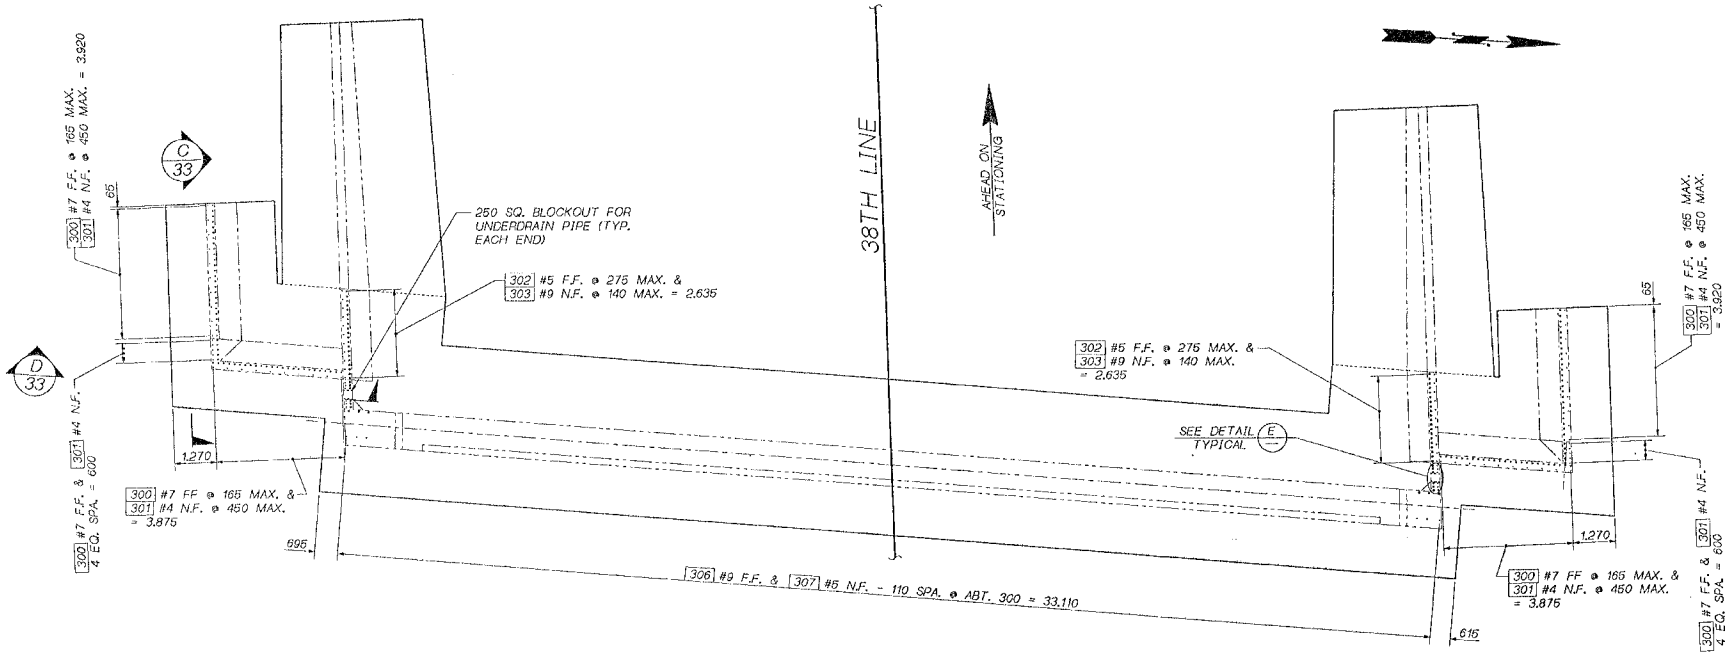 300 #7 F.F. @ 165 MAX.
301 #4 N.F. @ 450 MAX. = 3.920
65
C
33
D
33
250 SQ. BLOCKOUT FOR
UNDERDRAIN PIPE (TYP.
EACH END)
302 #5 F.F. @ 275 MAX. &
303 #9 N.F. @ 140 MAX. = 2.635
38TH LINE
AHEAD ON
STATIONING
302 #5 F.F. @ 275 MAX. &
303 #9 N.F. @ 140 MAX.
= 2.635
SEE DETAIL E
TYPICAL
65
300 #7 F.F. @ 165 MAX.
301 #4 N.F. @ 450 MAX.
= 3.920
1.270
300 #7 FF @ 165 MAX. &
301 #4 N.F. @ 450 MAX.
= 3.875
300 #7 F.F. & 301 #4 N.F.
4 EQ. SPA. = 600
695
306 #9 F.F. & 307 #5 N.F. - 110 SPA. @ ABT. 300 = 33.110
615
1.270
300 #7 FF @ 165 MAX. &
301 #4 N.F. @ 450 MAX.
= 3.875
300 #7 F.F. & 301 #4 N.F.
4 EQ. SPA. = 600